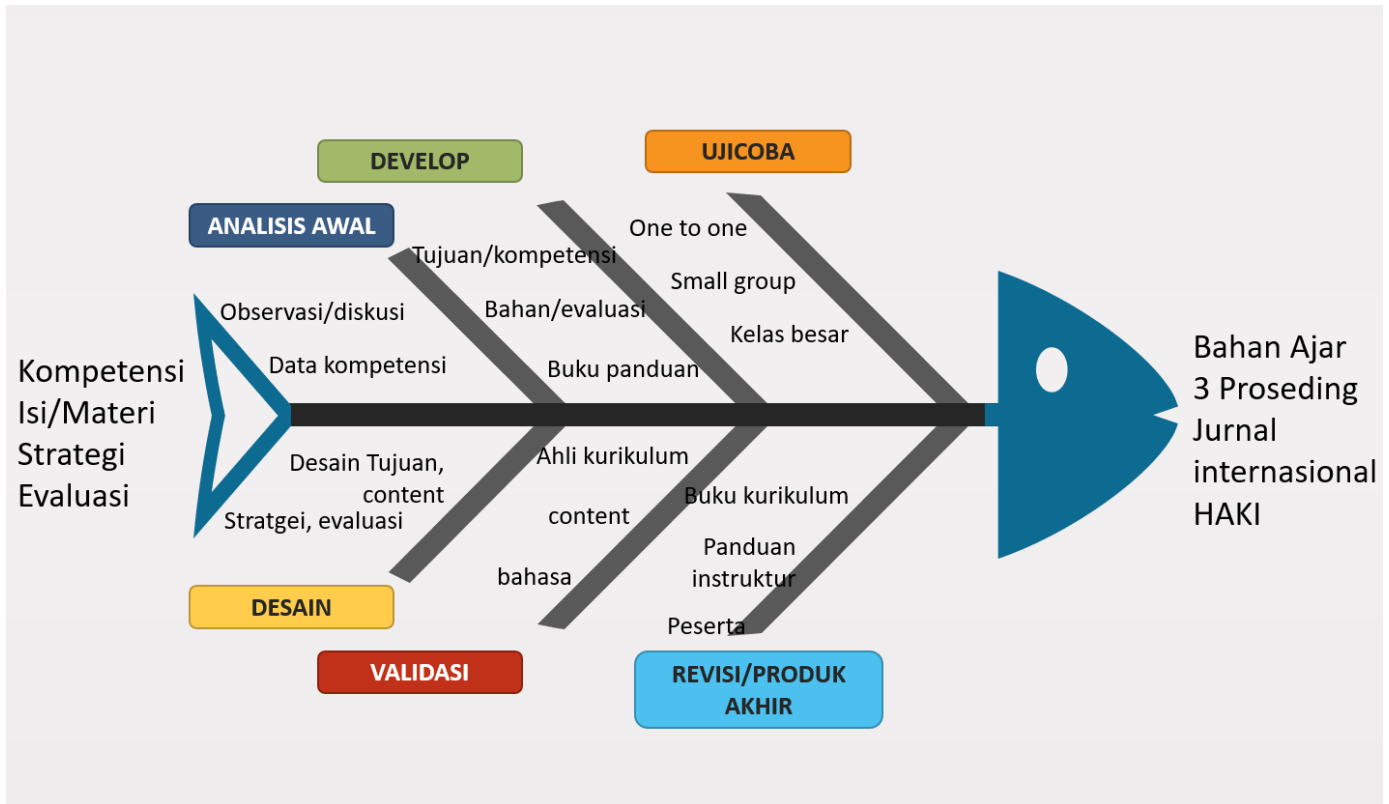 DEVELOP
UJICOBA
ANALISIS AWAL
One to one
Tujuan/kompetensi
Small group
Observasi/diskusi
Bahan/evaluasi
Kelas besar
Data kompetensi
Buku panduan
Kompetensi
Isi/Materi
Strategi
Evaluasi
Bahan Ajar
3 Proseding
Jurnal
internasional
HAKI
Desain Tujuan,
content
Stratgei, evaluasi
Ahli kurikulum
content
bahasa
Buku kurikulum
Panduan
instruktur
Peserta
DESAIN
VALIDASI
REVISI/PRODUK
AKHIR